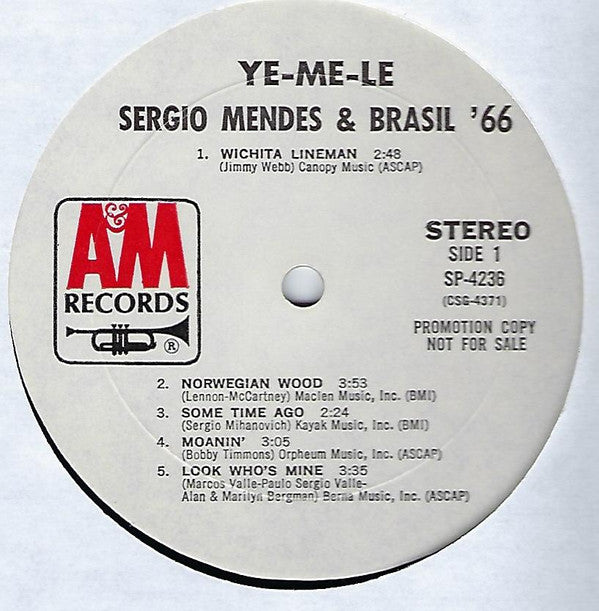 YE-ME-LE
SERGIO MENDES & BRASIL '66
1. WICHITA LINEMAN 2:48
(Jimmy Webb) Canopy Music (ASCAP)
A&M
RECORDS
®
STEREO
SIDE 1
SP-4236
(CSG-4371)
PROMOTION COPY
NOT FOR SALE
2. NORWEGIAN WOOD 3:53
(Lennon-McCartney) Maclen Music, Inc. (BMI)
3. SOME TIME AGO 2:24
(Sergio Mihanovich) Kayak Music, Inc. (BMI)
4. MOANIN' 3:05
(Bobby Timmons) Orpheum Music, Inc. (ASCAP)
5. LOOK WHO'S MINE 3:35
(Marcos Valle-Paulo Sergio Valle-
Alan & Marilyn Bergman) Berna Music, Inc. (ASCAP)